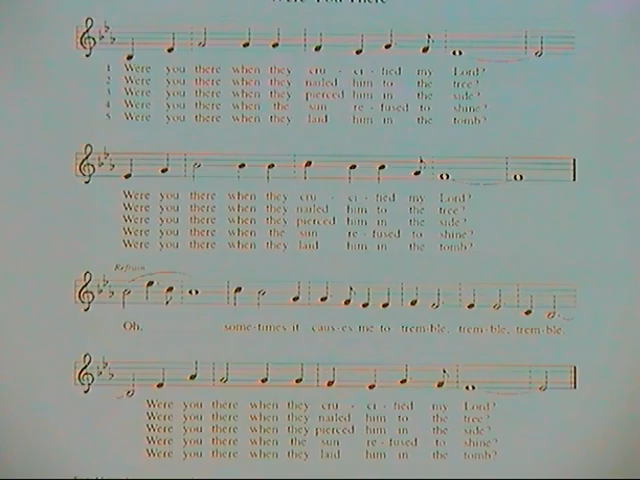 Were You There
1 Were you there when they cru - ci - fied my Lord?
2 Were you there when they nailed him to the tree?
3 Were you there when they pierced him in the side?
4 Were you there when the sun re - fused to shine?
5 Were you there when they laid him in the tomb?
Were you there when they cru - ci - fied my Lord?
Were you there when they nailed him to the tree?
Were you there when they pierced him in the side?
Were you there when the sun re - fused to shine?
Were you there when they laid him in the tomb?
Refrain
Oh, some-times it caus-es me to trem-ble, trem-ble, trem-ble
Were you there when they cru - ci - fied my Lord?
Were you there when they nailed him to the tree?
Were you there when they pierced him in the side?
Were you there when the sun re - fused to shine?
Were you there when they laid him in the tomb?